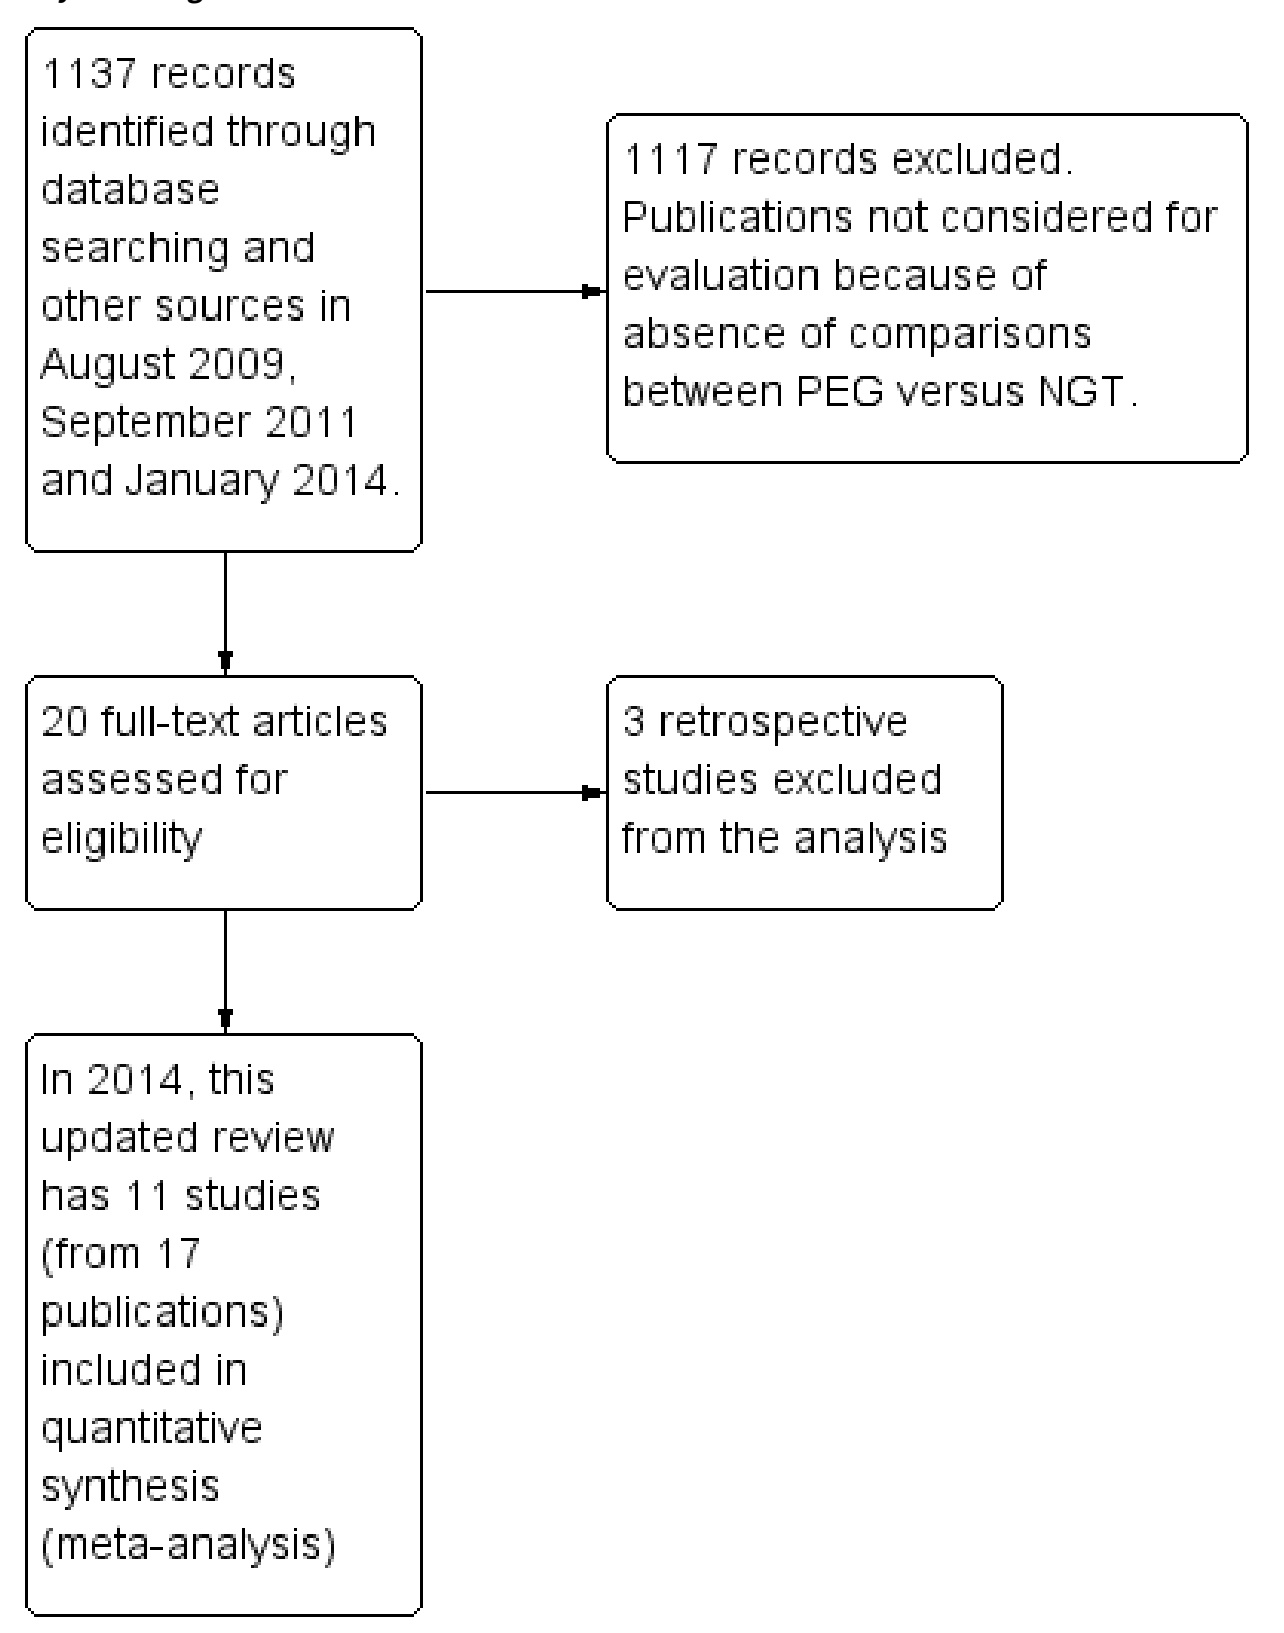 1137 records
identified through
database
searching and
other sources in
August 2009,
September 2011
and January 2014.
1117 records excluded.
Publications not considered for
evaluation because of
absence of comparisons
between PEG versus NGT.
20 full-text articles
assessed for
eligibility
3 retrospective
studies excluded
from the analysis
In 2014, this
updated review
has 11 studies
(from 17
publications)
included in
quantitative
synthesis
(meta-analysis)